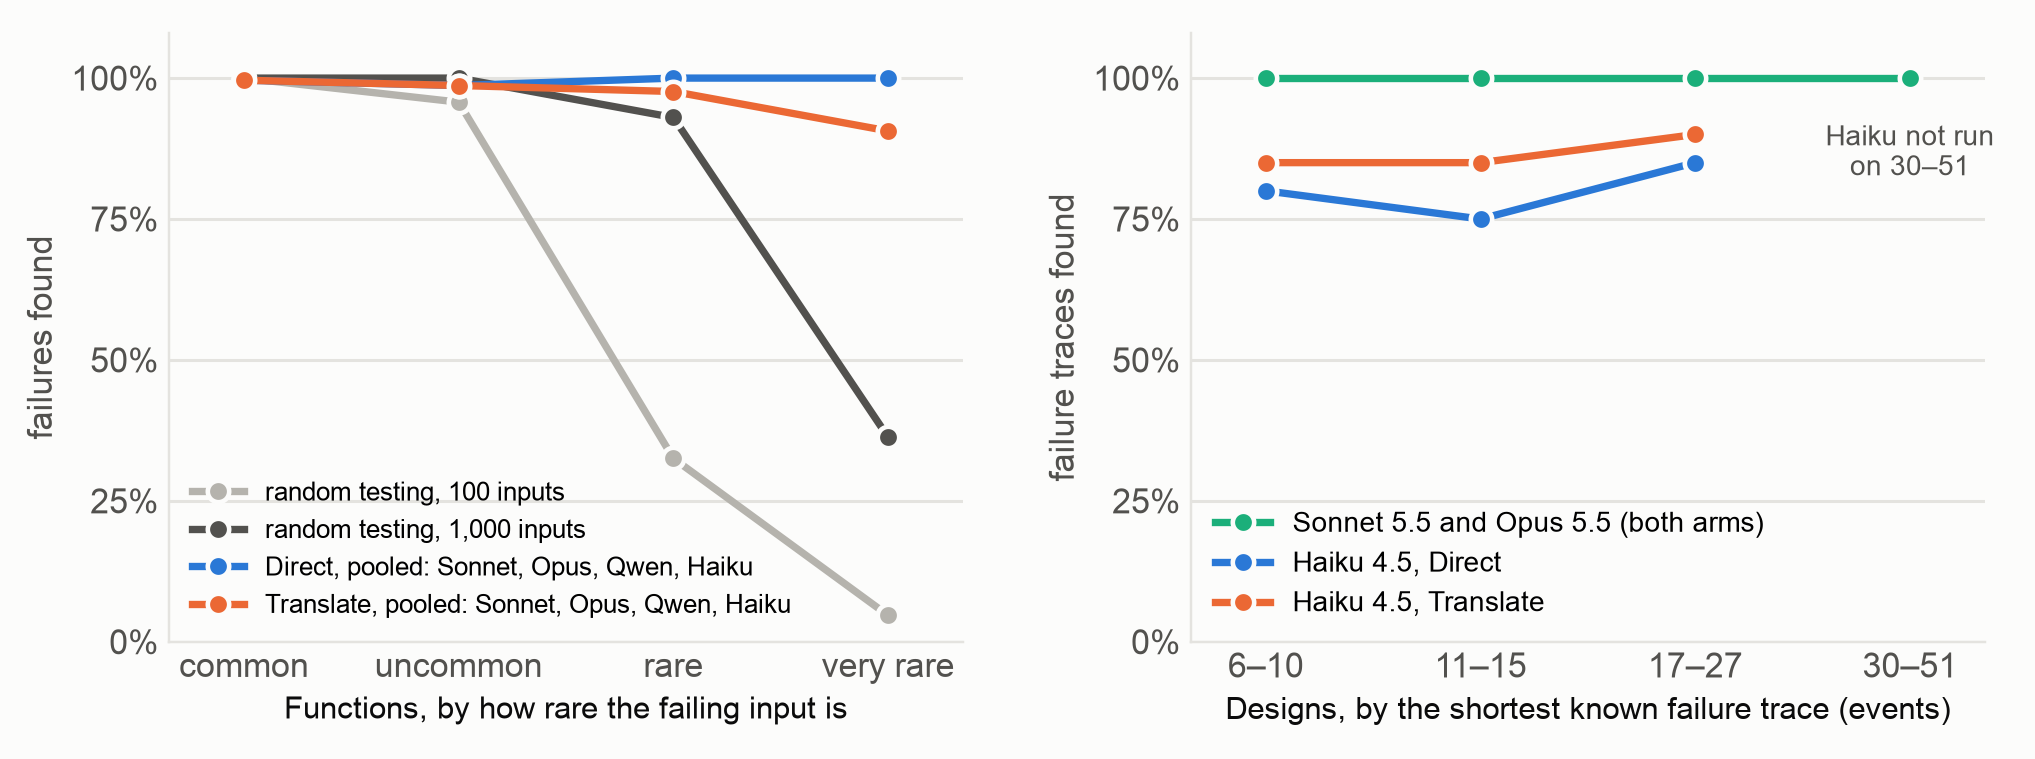 100%
75%
50%
25%
0%
failures found
random testing, 100 inputs
random testing, 1,000 inputs
Direct, pooled: Sonnet, Opus, Qwen, Haiku
Translate, pooled: Sonnet, Opus, Qwen, Haiku
common
uncommon
rare
very rare
Functions, by how rare the failing input is
100%
75%
50%
25%
0%
failure traces found
Haiku not run
on 30–51
Sonnet 5.5 and Opus 5.5 (both arms)
Haiku 4.5, Direct
Haiku 4.5, Translate
6–10
11–15
17–27
30–51
Designs, by the shortest known failure trace (events)